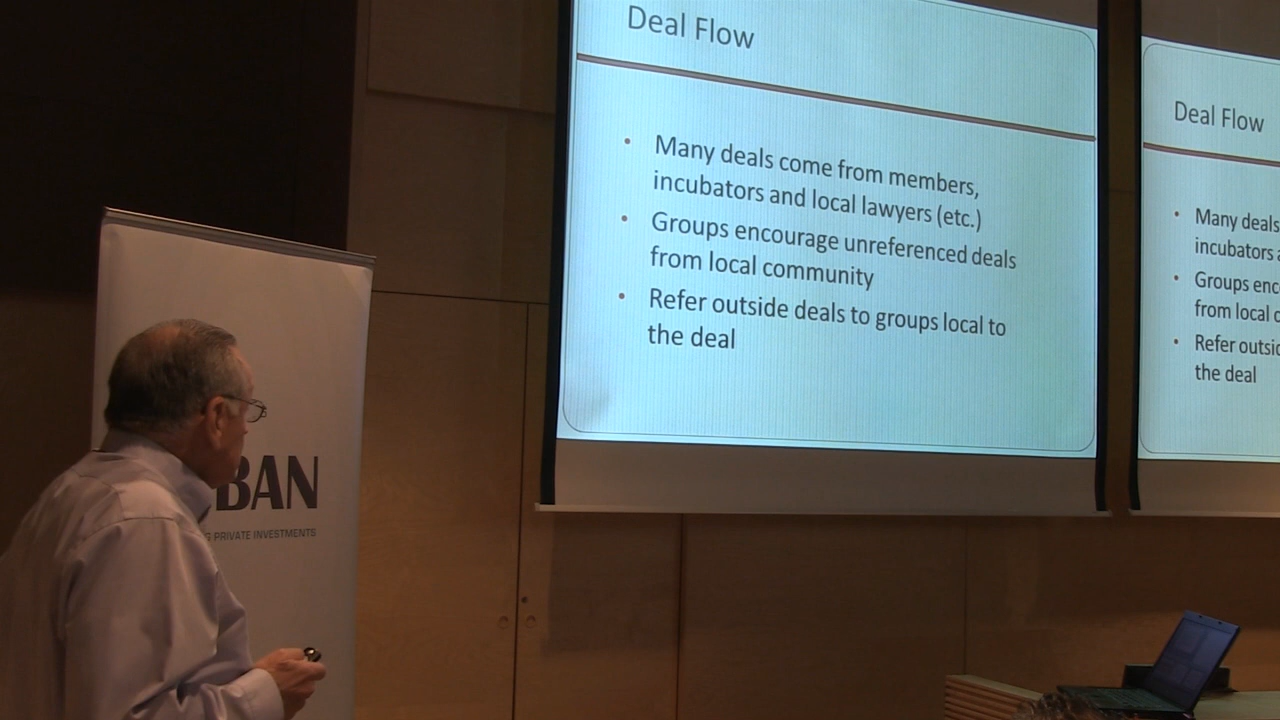 Deal Flow
• Many deals come from members,
incubators and local lawyers (etc.)
• Groups encourage unreferenced deals
from local community
• Refer outside deals to groups local to
the deal
Deal Flow
• Many deals
incubators
• Groups
from local
• Refer
the deal
BAN
PRIVATE INVESTMENTS